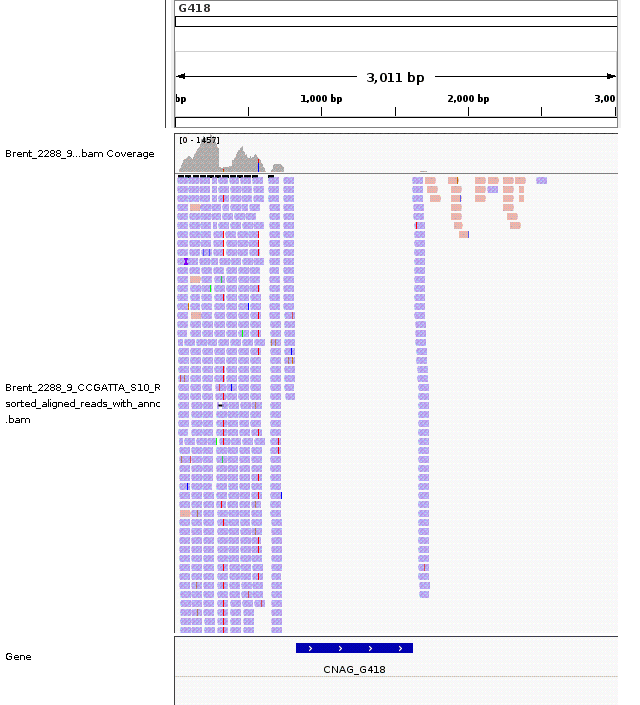 G418
3,011 bp
bp 1,000 bp 2,000 bp 3,00
[0 - 1457]
Brent_2288_9...bam Coverage
Brent_2288_9_CCGATTA_S10_R
sorted_aligned_reads_with_annc
.bam
Gene
CNAG_G418